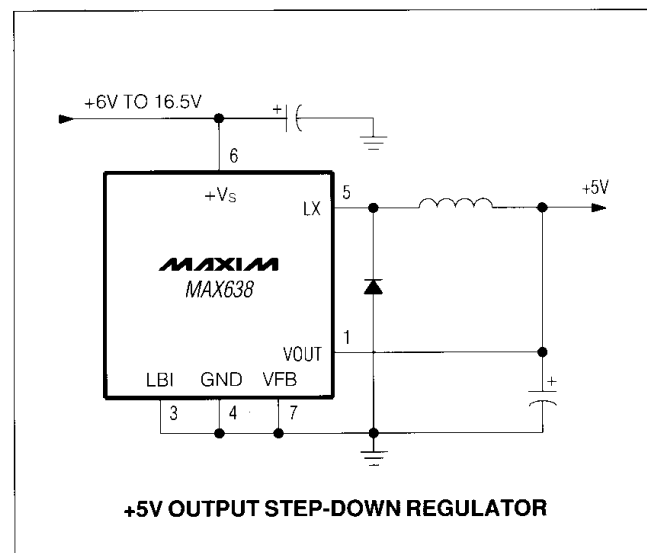 +6V TO 16.5V
+
6
+Vs
5
LX
+5V
MAXIM
MAX638
1
VOUT
+
LBI GND VFB
3 4 7
+5V OUTPUT STEP-DOWN REGULATOR